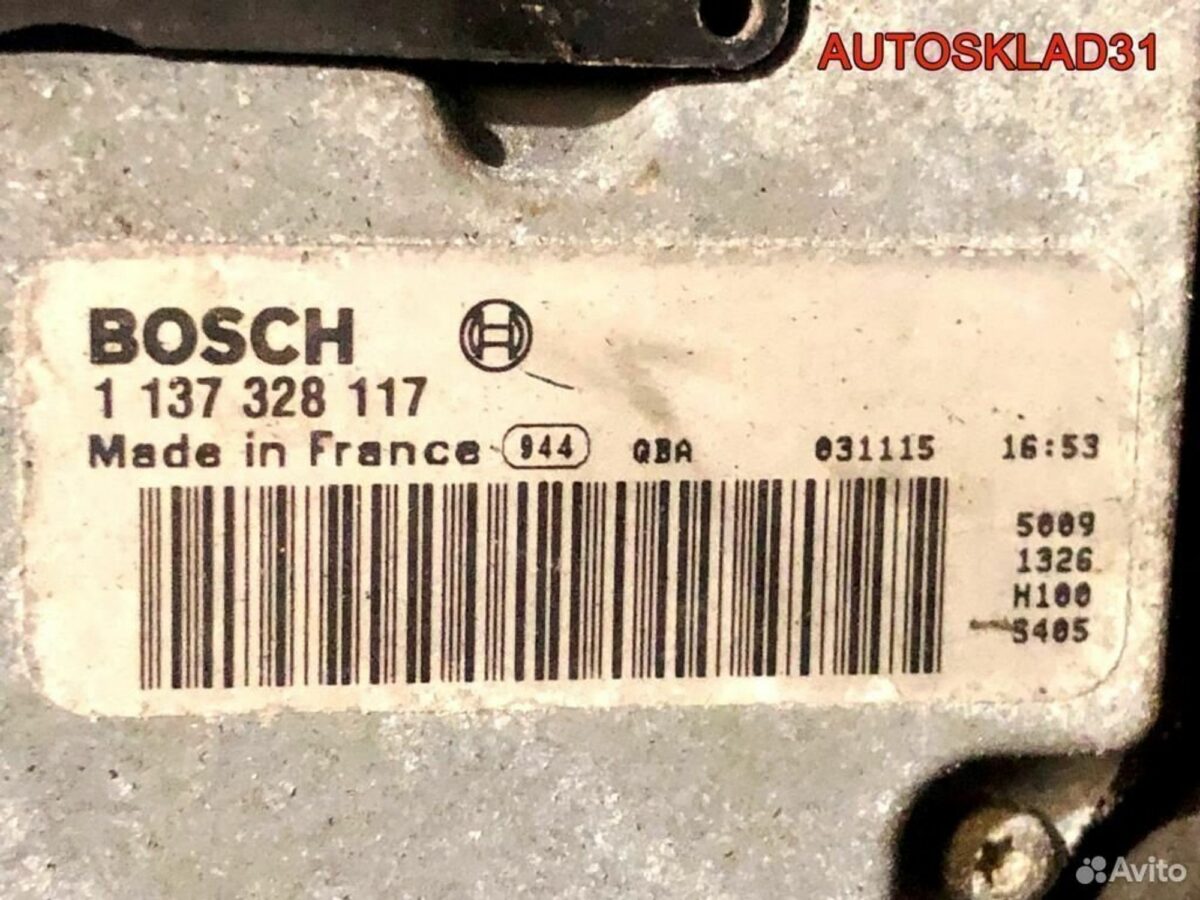 AUTOSKLAD31
BOSCH
1 137 328 117
Made in France 944 QBA 031115 16:53
5009
1326
H100
S405
Avito